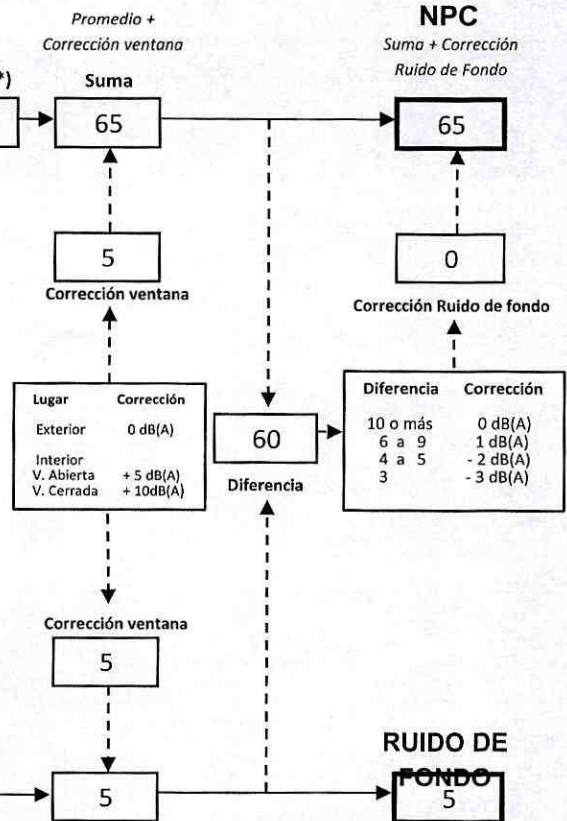 Promedio +
Corrección ventana
NPC
Suma + Corrección
Ruido de Fondo
*)
Suma
65
65
5
Corrección ventana
0
Corrección Ruido de fondo
Lugar Corrección
Exterior 0 dB(A)
Interior
V. Abierta + 5 dB(A)
V. Cerrada + 10dB(A)
60
Diferencia
Diferencia Corrección
10 o más 0 dB(A)
6 a 9 1 dB(A)
4 a 5 - 2 dB(A)
3 - 3 dB(A)
Corrección ventana
5
RUIDO DE
FONDO
5
5